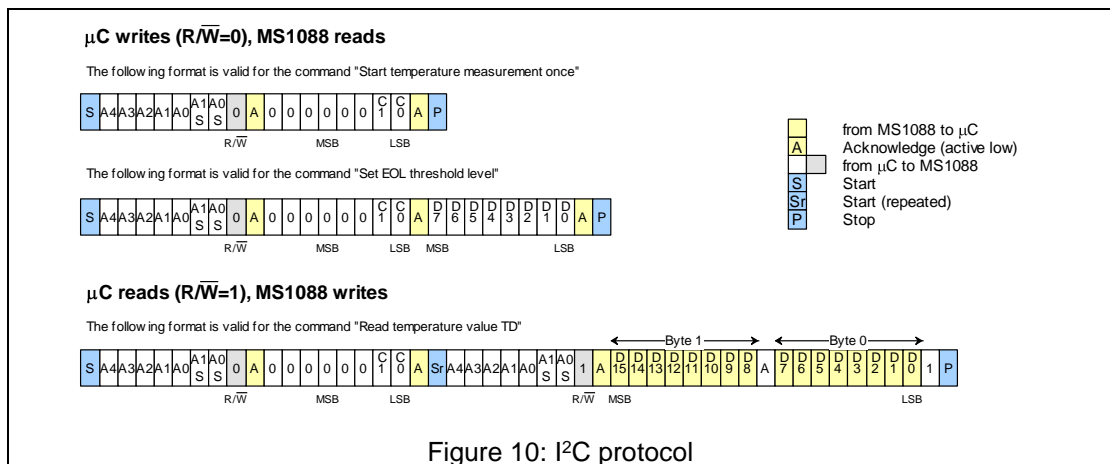 µC writes (R/W̅=0), MS1088 reads
The following format is valid for the command "Start temperature measurement once"
S A4 A3 A2 A1 A0 A1S A0S 0 A 0 0 0 0 0 0 C1 C0 A P
R/W̅ MSB LSB
from MS1088 to µC
A Acknowledge (active low)
from µC to MS1088
S Start
Sr Start (repeated)
P Stop
The following format is valid for the command "Set EOL threshold level"
S A4 A3 A2 A1 A0 A1S A0S 0 A 0 0 0 0 0 0 C1 C0 A D7 D6 D5 D4 D3 D2 D1 D0 A P
R/W̅ MSB LSB MSB LSB
µC reads (R/W̅=1), MS1088 writes
The following format is valid for the command "Read temperature value TD"
Byte 1 Byte 0
S A4 A3 A2 A1 A0 A1S A0S 0 A 0 0 0 0 0 0 C1 C0 A Sr A4 A3 A2 A1 A0 A1S A0S 1 A D15 D14 D13 D12 D11 D10 D9 D8 A D7 D6 D5 D4 D3 D2 D1 D0 1 P
R/W̅ MSB LSB R/W̅ MSB LSB
Figure 10: I²C protocol